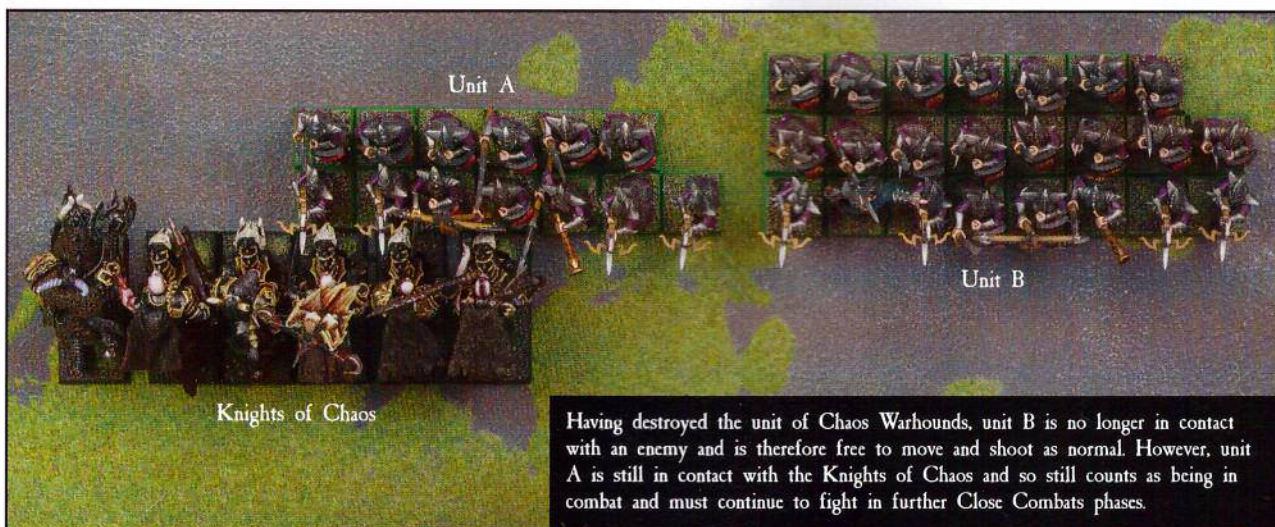 Unit A
Unit B
Knights of Chaos
Having destroyed the unit of Chaos Warhounds, unit B is no longer in contact
with an enemy and is therefore free to move and shoot as normal. However, unit
A is still in contact with the Knights of Chaos and so still counts as being in
combat and must continue to fight in further Close Combats phases.